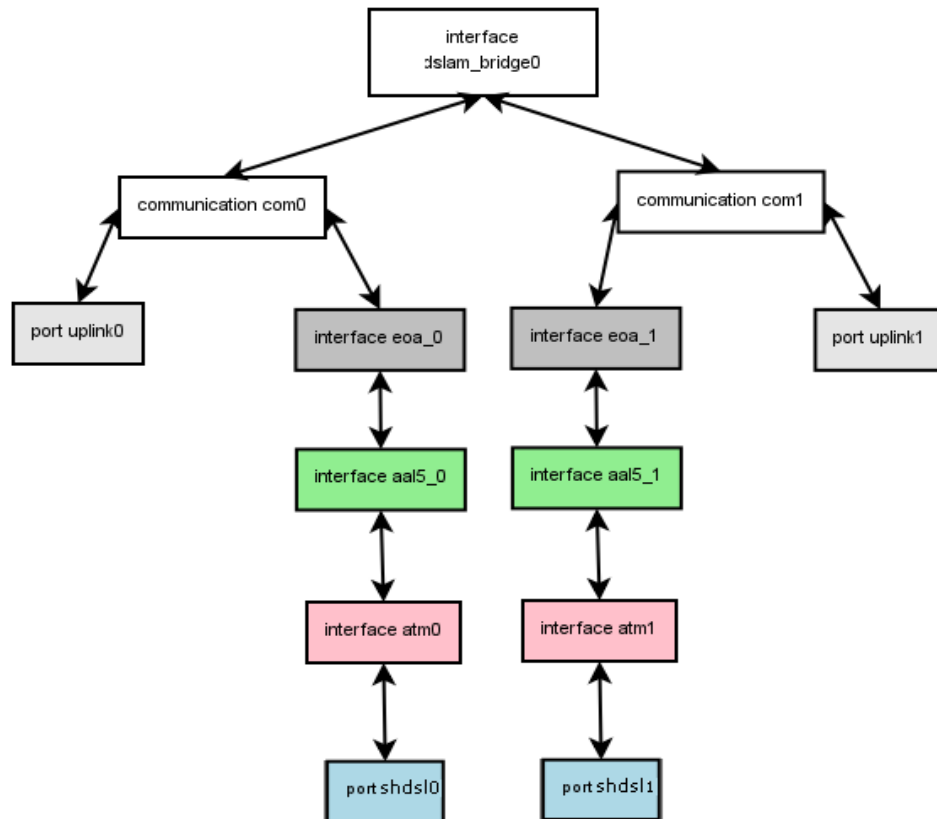 interface
dslam_bridge0
communication com0
communication com1
port uplink0
interface eoa_0
interface eoa_1
port uplink1
interface aal5_0
interface aal5_1
interface atm0
interface atm1
port shdsl0
port shdsl1